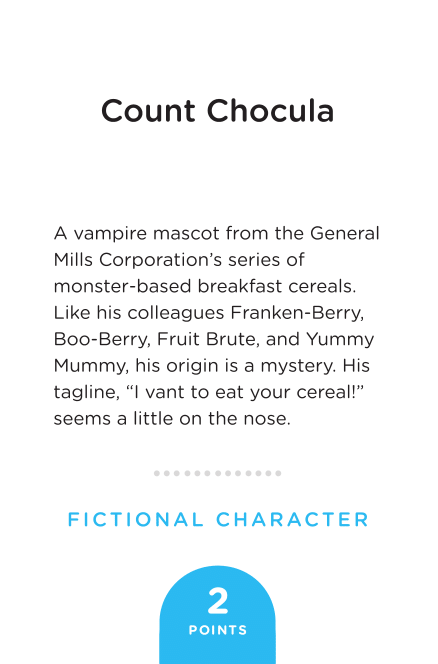 Count Chocula
A vampire mascot from the General
Mills Corporation’s series of
monster-based breakfast cereals.
Like his colleagues Franken-Berry,
Boo-Berry, Fruit Brute, and Yummy
Mummy, his origin is a mystery. His
tagline, “I vant to eat your cereal!”
seems a little on the nose.
FICTIONAL CHARACTER
2
POINTS